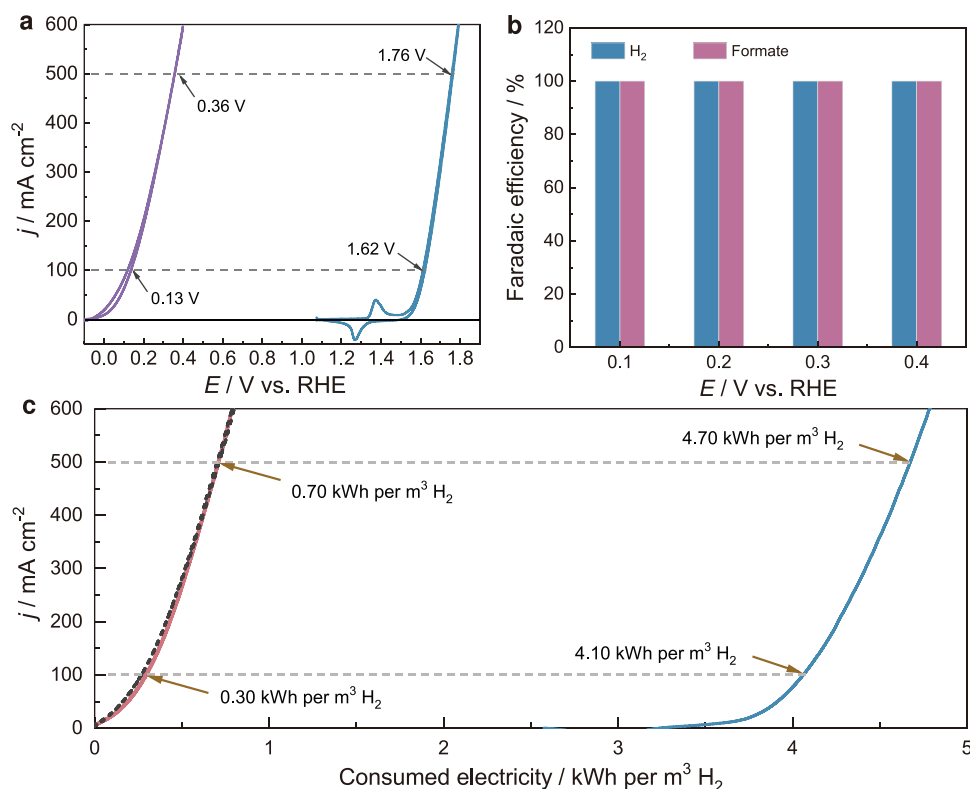 a
600
500
400
300
200
100
0
j / mA cm⁻²
1.76 V
0.36 V
1.62 V
0.13 V
0.0 0.2 0.4 0.6 0.8 1.0 1.2 1.4 1.6 1.8
E / V vs. RHE
b
120
100
80
60
40
20
0
Faradaic efficiency / %
H₂ Formate
0.1 0.2 0.3 0.4
E / V vs. RHE
c
600
500
400
300
200
100
0
j / mA cm⁻²
4.70 kWh per m³ H₂
0.70 kWh per m³ H₂
4.10 kWh per m³ H₂
0.30 kWh per m³ H₂
0 1 2 3 4 5
Consumed electricity / kWh per m³ H₂